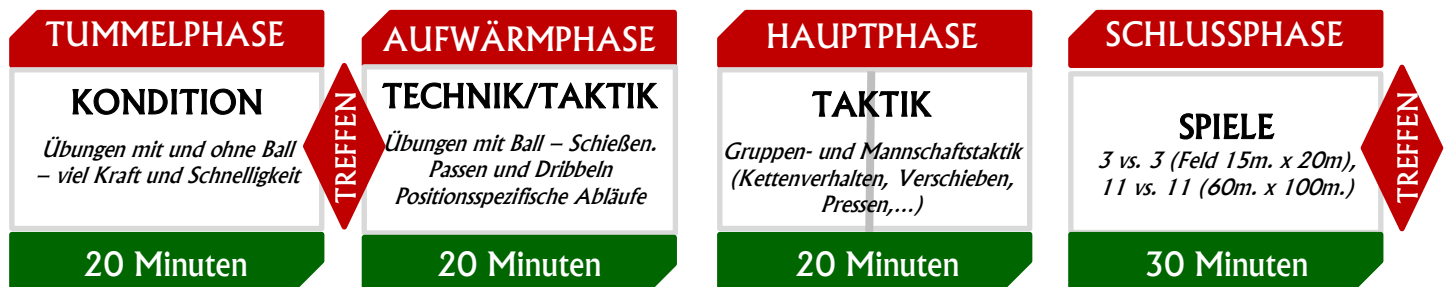 TUMMELPHASE
KONDITION
Übungen mit und ohne Ball
– viel Kraft und Schnelligkeit
20 Minuten
TREFFEN
AUFWÄRMPHASE
TECHNIK/TAKTIK
Übungen mit Ball – Schießen.
Passen und Dribbeln
Positionsspezifische Abläufe
20 Minuten
HAUPTPHASE
TAKTIK
Gruppen- und Mannschaftstaktik
(Kettenverhalten, Verschieben,
Pressen,...)
20 Minuten
SCHLUSSPHASE
SPIELE
3 vs. 3 (Feld 15m. x 20m),
11 vs. 11 (60m. x 100m.)
30 Minuten
TREFFEN